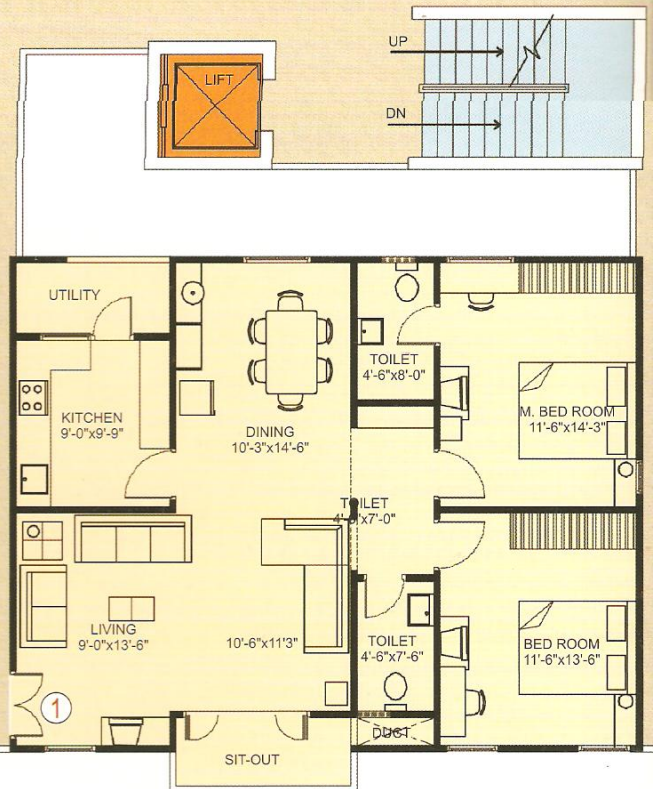 LIFT
UP
DN
UTILITY
TOILET
4'-6"x8'-0"
KITCHEN
9'-0"x9'-9"
DINING
10'-3"x14'-6"
M. BED ROOM
11'-6"x14'-3"
TOILET
x7'-0"
LIVING
9'-0"x13'-6"
10'-6"x11'3"
TOILET
4'-6"x7'-6"
BED ROOM
11'-6"x13'-6"
1
SIT-OUT
DUCT